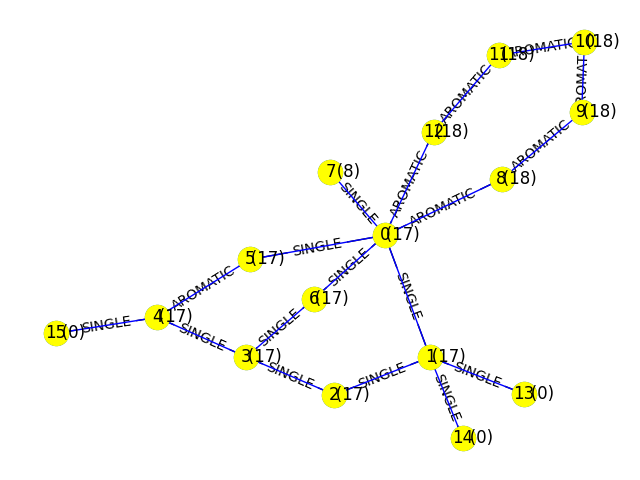 10(18)
11(18)
AROMATIC
AROMATIC
AROMATIC
9(18)
12(18)
AROMATIC
AROMATIC
7(8)
8(18)
SINGLE
AROMATIC
0(17)
SINGLE
5(17)
SINGLE
AROMATIC
SINGLE
6(17)
4(17)
15(0)
SINGLE
SINGLE
SINGLE
3(17)
1(17)
SINGLE
SINGLE
SINGLE
2(17)
SINGLE
13(0)
14(0)